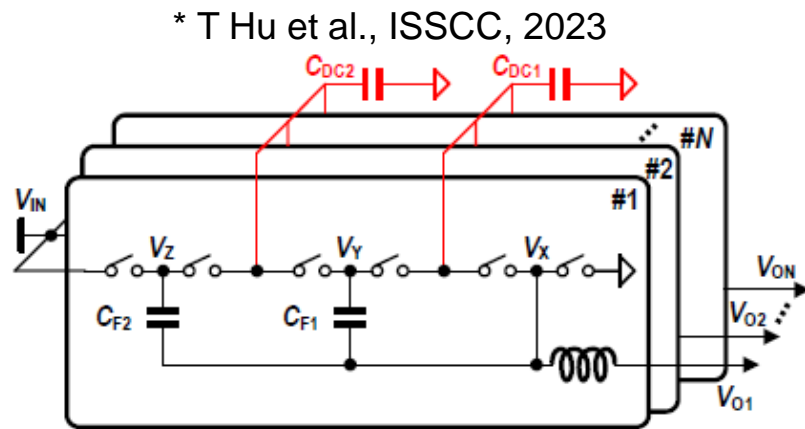 * T Hu et al., ISSCC, 2023
CDC2
CDC1
#N
#2
#1
VIN
VZ
VY
VX
CF2
CF1
VON
VO2
VO1